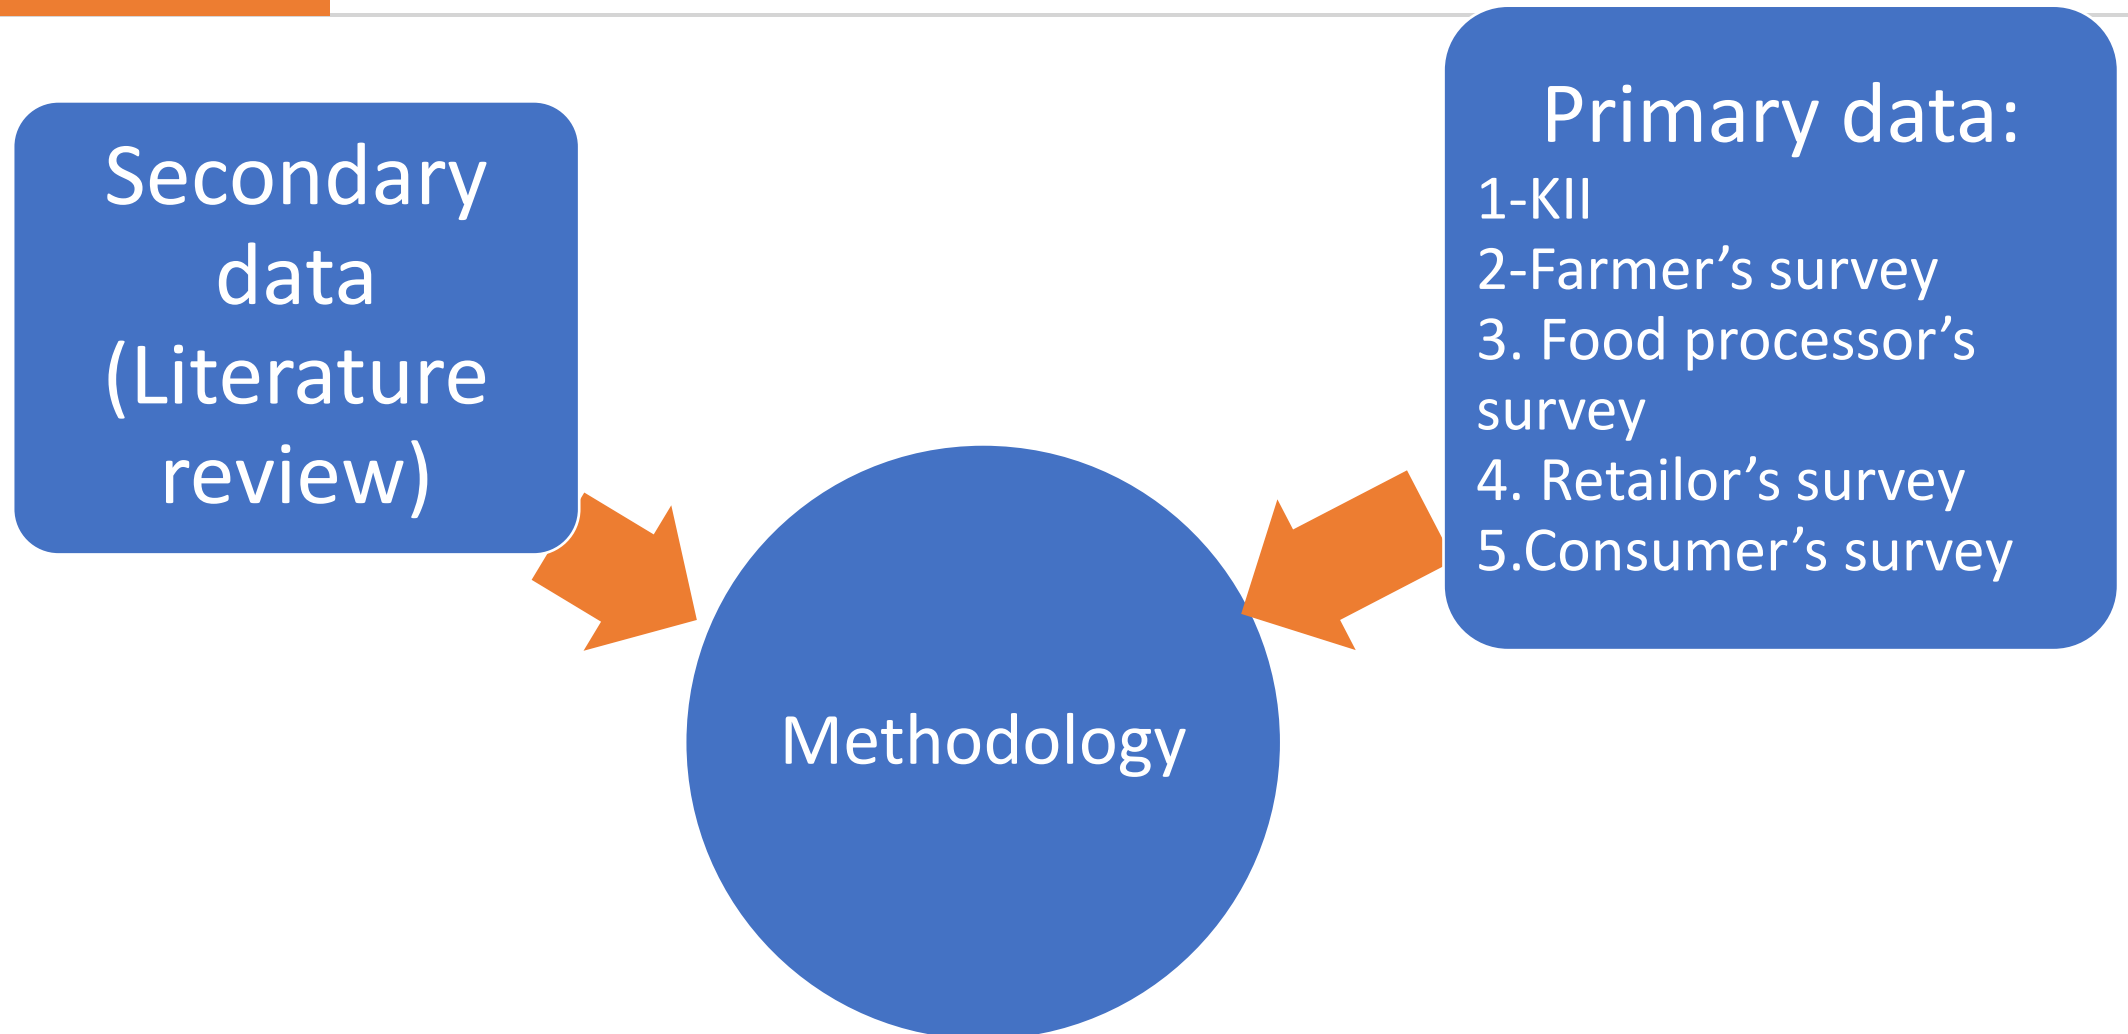 Secondary
data
(Literature
review)
Primary data:
1-KII
2-Farmer’s survey
3. Food processor’s
survey
4. Retailor’s survey
5.Consumer’s survey
Methodology